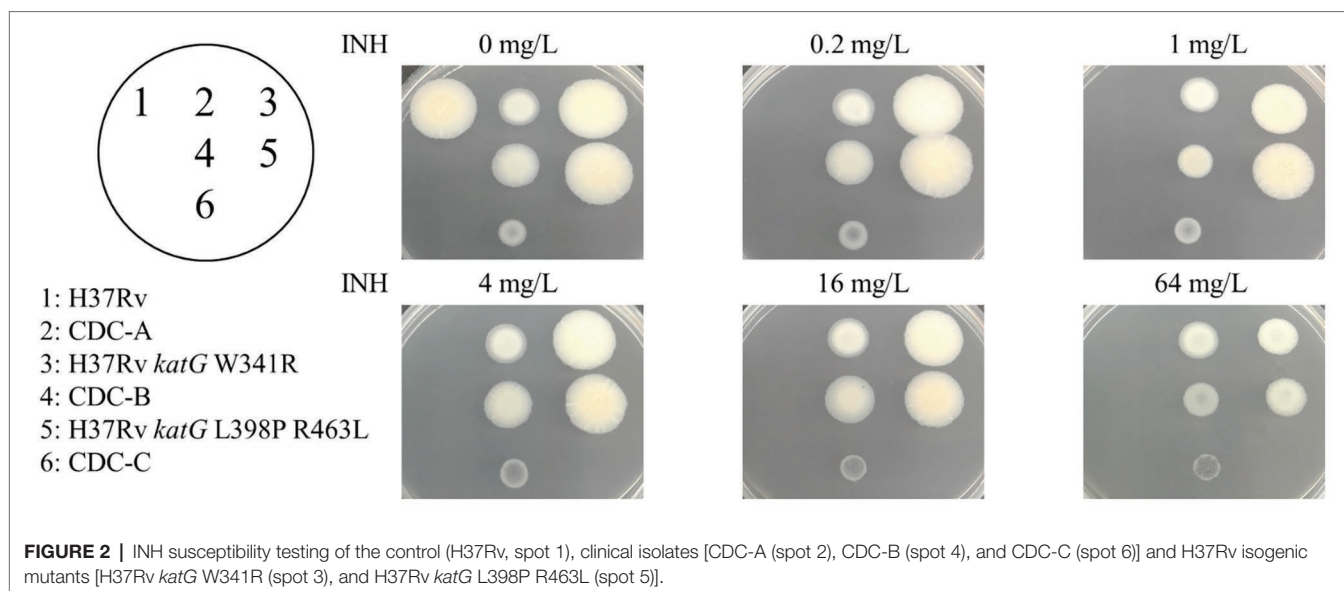 INH 0 mg/L 0.2 mg/L 1 mg/L
1 2 3
4 5
6
INH 4 mg/L 16 mg/L 64 mg/L
1: H37Rv
2: CDC-A
3: H37Rv katG W341R
4: CDC-B
5: H37Rv katG L398P R463L
6: CDC-C
FIGURE 2 | INH susceptibility testing of the control (H37Rv, spot 1), clinical isolates [CDC-A (spot 2), CDC-B (spot 4), and CDC-C (spot 6)] and H37Rv isogenic
mutants [H37Rv katG W341R (spot 3), and H37Rv katG L398P R463L (spot 5)].